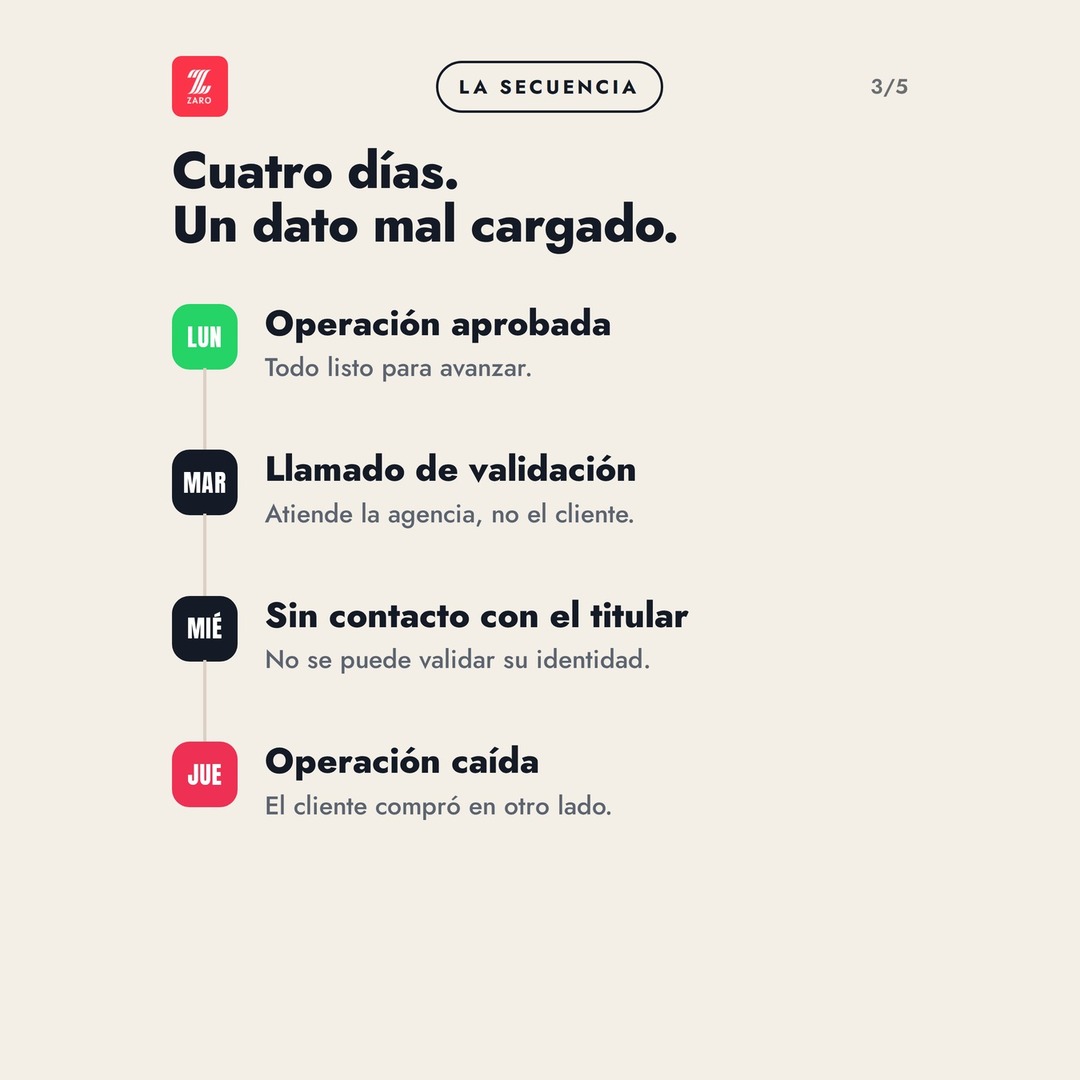 ZARO
LA SECUENCIA
3/5
Cuatro días.
Un dato mal cargado.
LUN
Operación aprobada
Todo listo para avanzar.
MAR
Llamado de validación
Atiende la agencia, no el cliente.
MIÉ
Sin contacto con el titular
No se puede validar su identidad.
JUE
Operación caída
El cliente compró en otro lado.